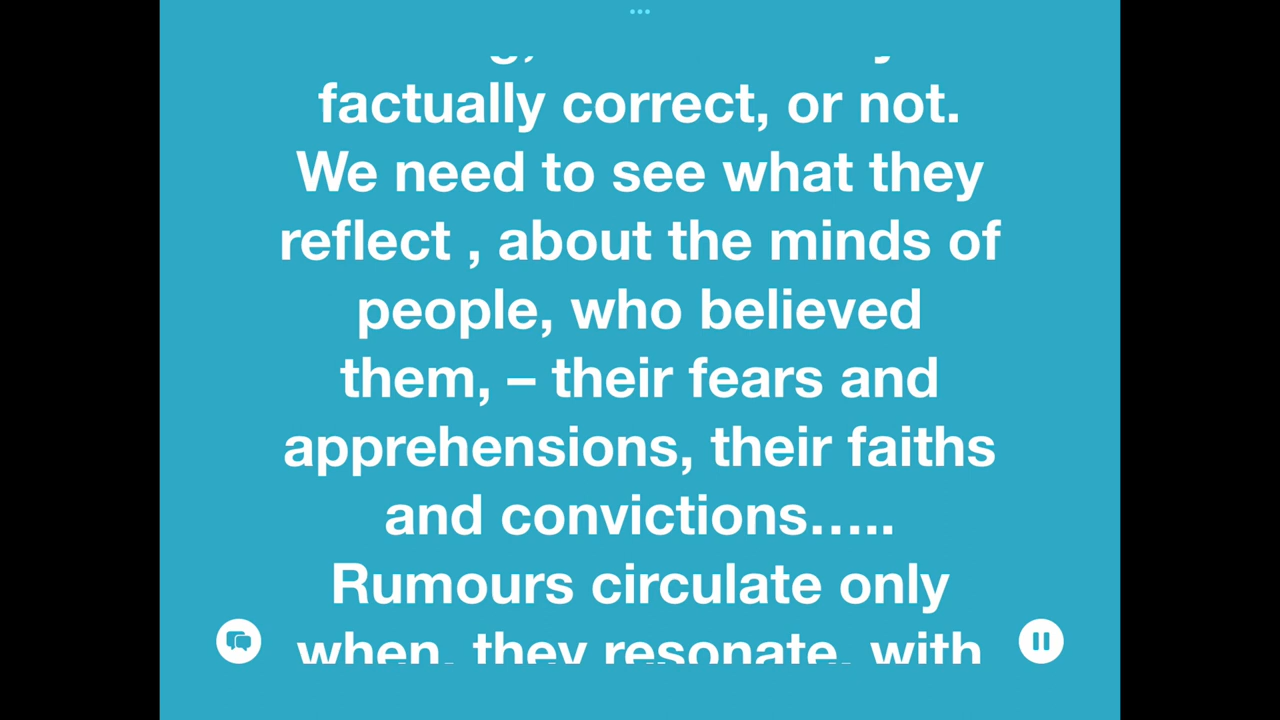 factually correct, or not.
We need to see what they
reflect , about the minds of
people, who believed
them, – their fears and
apprehensions, their faiths
and convictions…..
Rumours circulate only
when, they resonate, with